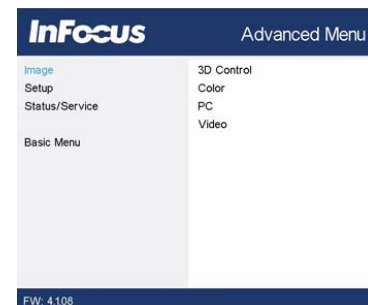 InFocus
Advanced Menu
Image
Setup
Status/Service
Basic Menu
3D Control
Color
PC
Video
FW: 4.108